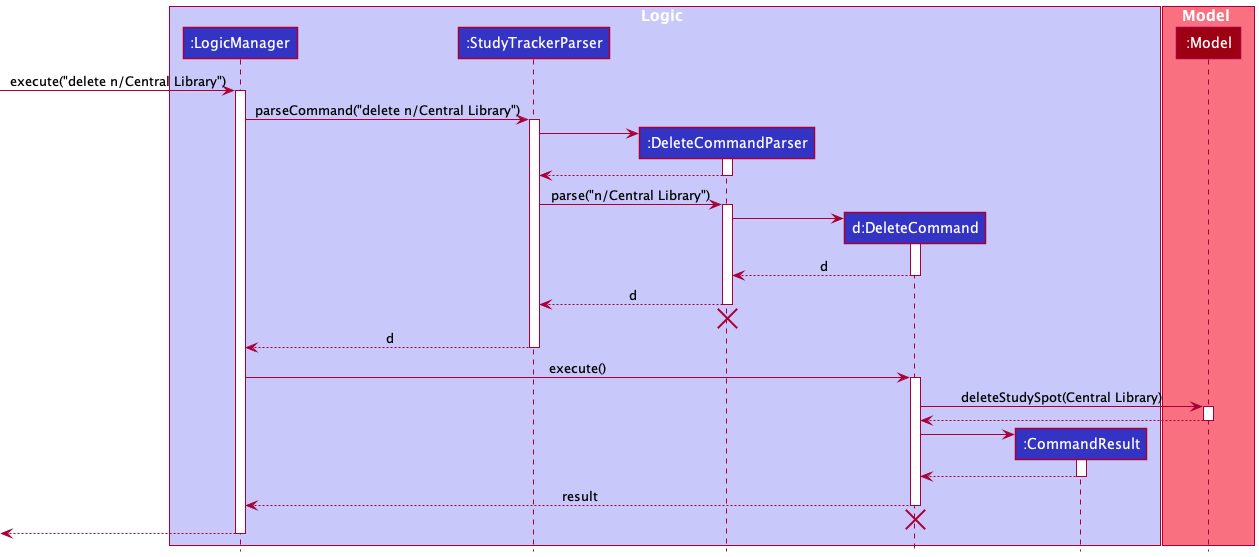 Logic
Model
:LogicManager
:StudyTrackerParser
:Model
execute("delete n/Central Library")
parseCommand("delete n/Central Library")
:DeleteCommandParser
parse("n/Central Library")
d:DeleteCommand
d
d
d
execute()
deleteStudySpot(Central Library)
:CommandResult
result